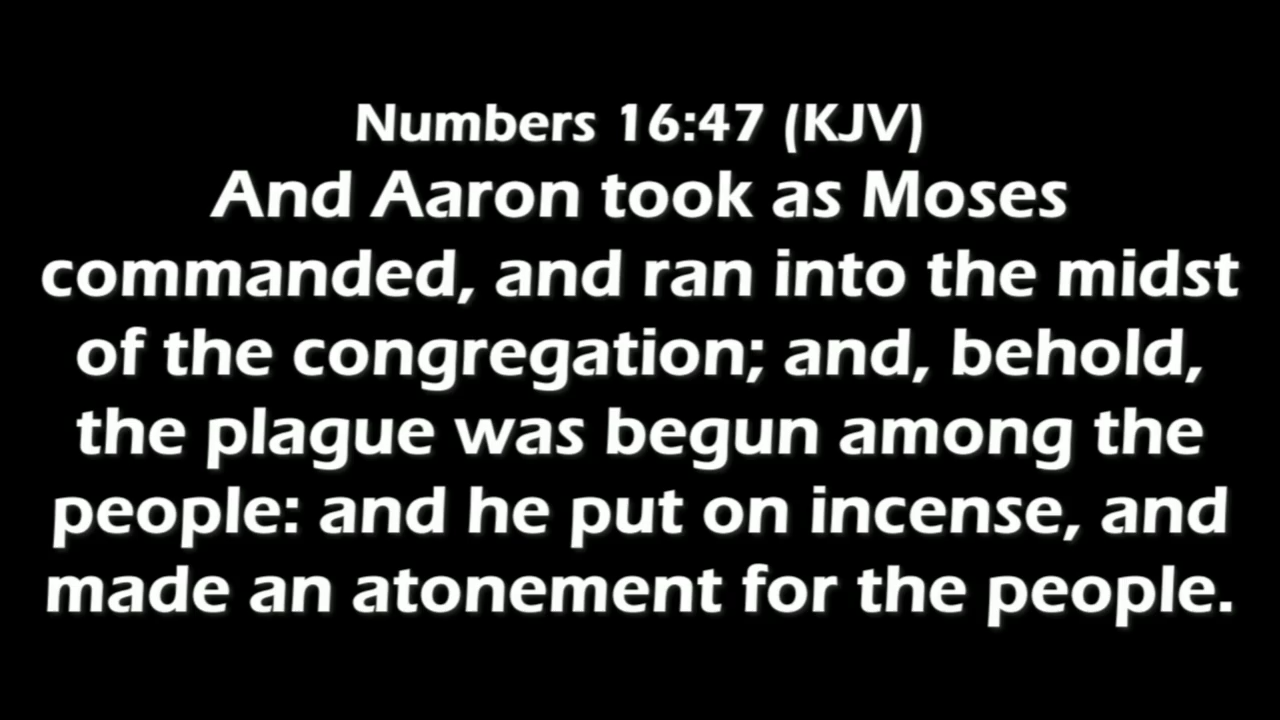 Numbers 16:47 (KJV)
And Aaron took as Moses
commanded, and ran into the midst
of the congregation; and, behold,
the plague was begun among the
people: and he put on incense, and
made an atonement for the people.